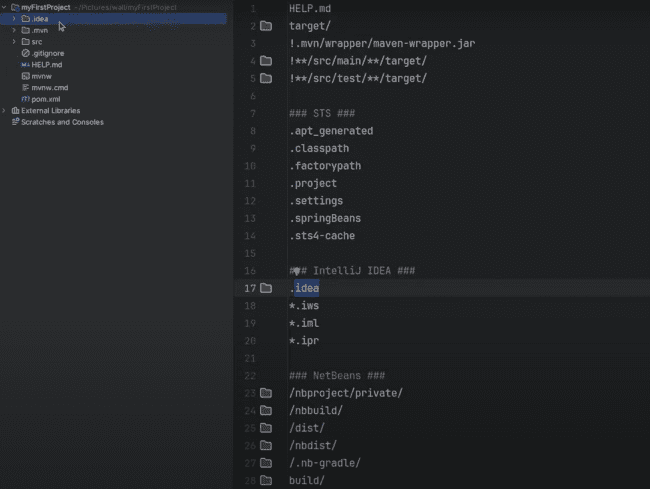 myFirstProject ~/Pictures/wall/myFirstProject
.idea
.mvn
src
.gitignore
HELP.md
mvnw
mvnw.cmd
pom.xml
External Libraries
Scratches and Consoles
1 HELP.md
2 target/
3 !.mvn/wrapper/maven-wrapper.jar
4 !**/src/main/**/target/
5 !**/src/test/**/target/
6
7 ### STS ###
8 .apt_generated
9 .classpath
10 .factorypath
11 .project
12 .settings
13 .springBeans
14 .sts4-cache
15
16 ### IntelliJ IDEA ###
17 .idea
18 *.iws
19 *.iml
20 *.ipr
21
22 ### NetBeans ###
23 /nbproject/private/
24 /nbbuild/
25 /dist/
26 /nbdist/
27 /.nb-gradle/
28 build/